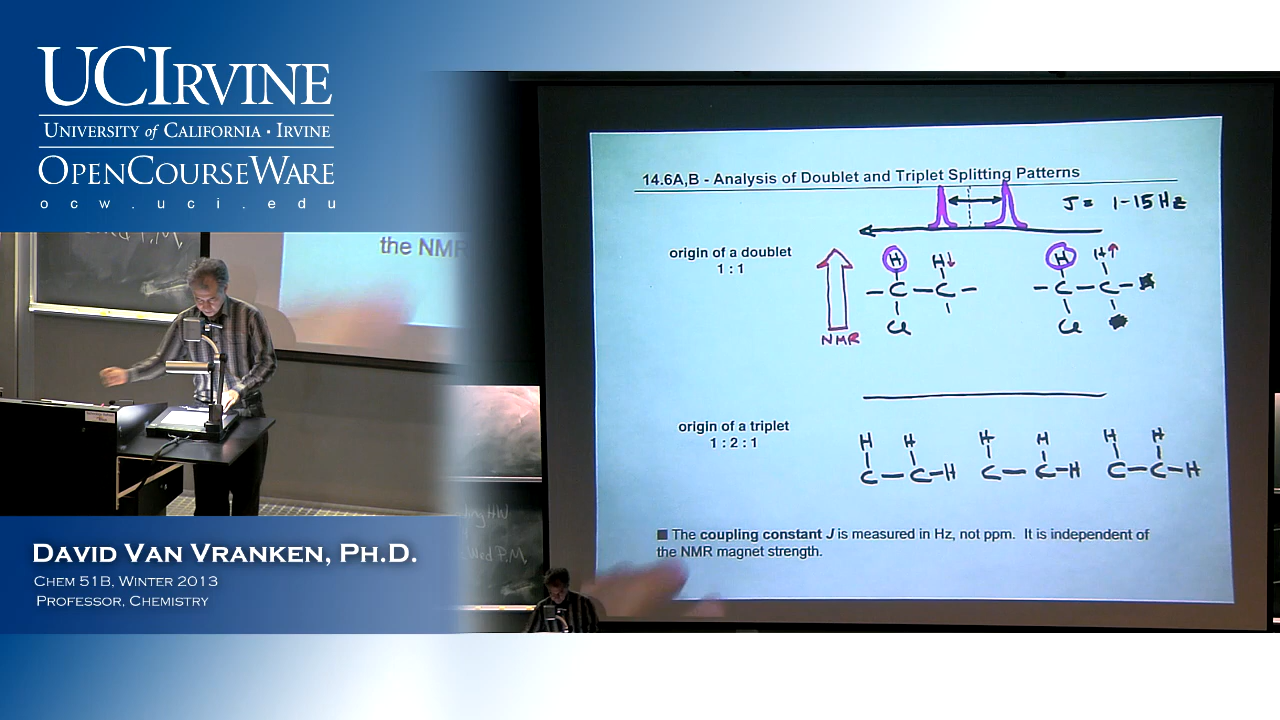 UCIRVINE
UNIVERSITY of CALIFORNIA · IRVINE
OPENCOURSEWARE
ocw.uci.edu
the NMR
DAVID VAN VRANKEN, PH.D.
CHEM 51B, WINTER 2013
PROFESSOR, CHEMISTRY
14.6A,B - Analysis of Doublet and Triplet Splitting Patterns
J = 1-15 Hz
origin of a doublet
1 : 1
H H↓ H H↑
– C – C – – C – C –
Cl Cl
NMR
origin of a triplet
1 : 2 : 1
H H H H H H
C – C – H C – C – H C – C – H
■ The coupling constant J is measured in Hz, not ppm. It is independent of
the NMR magnet strength.